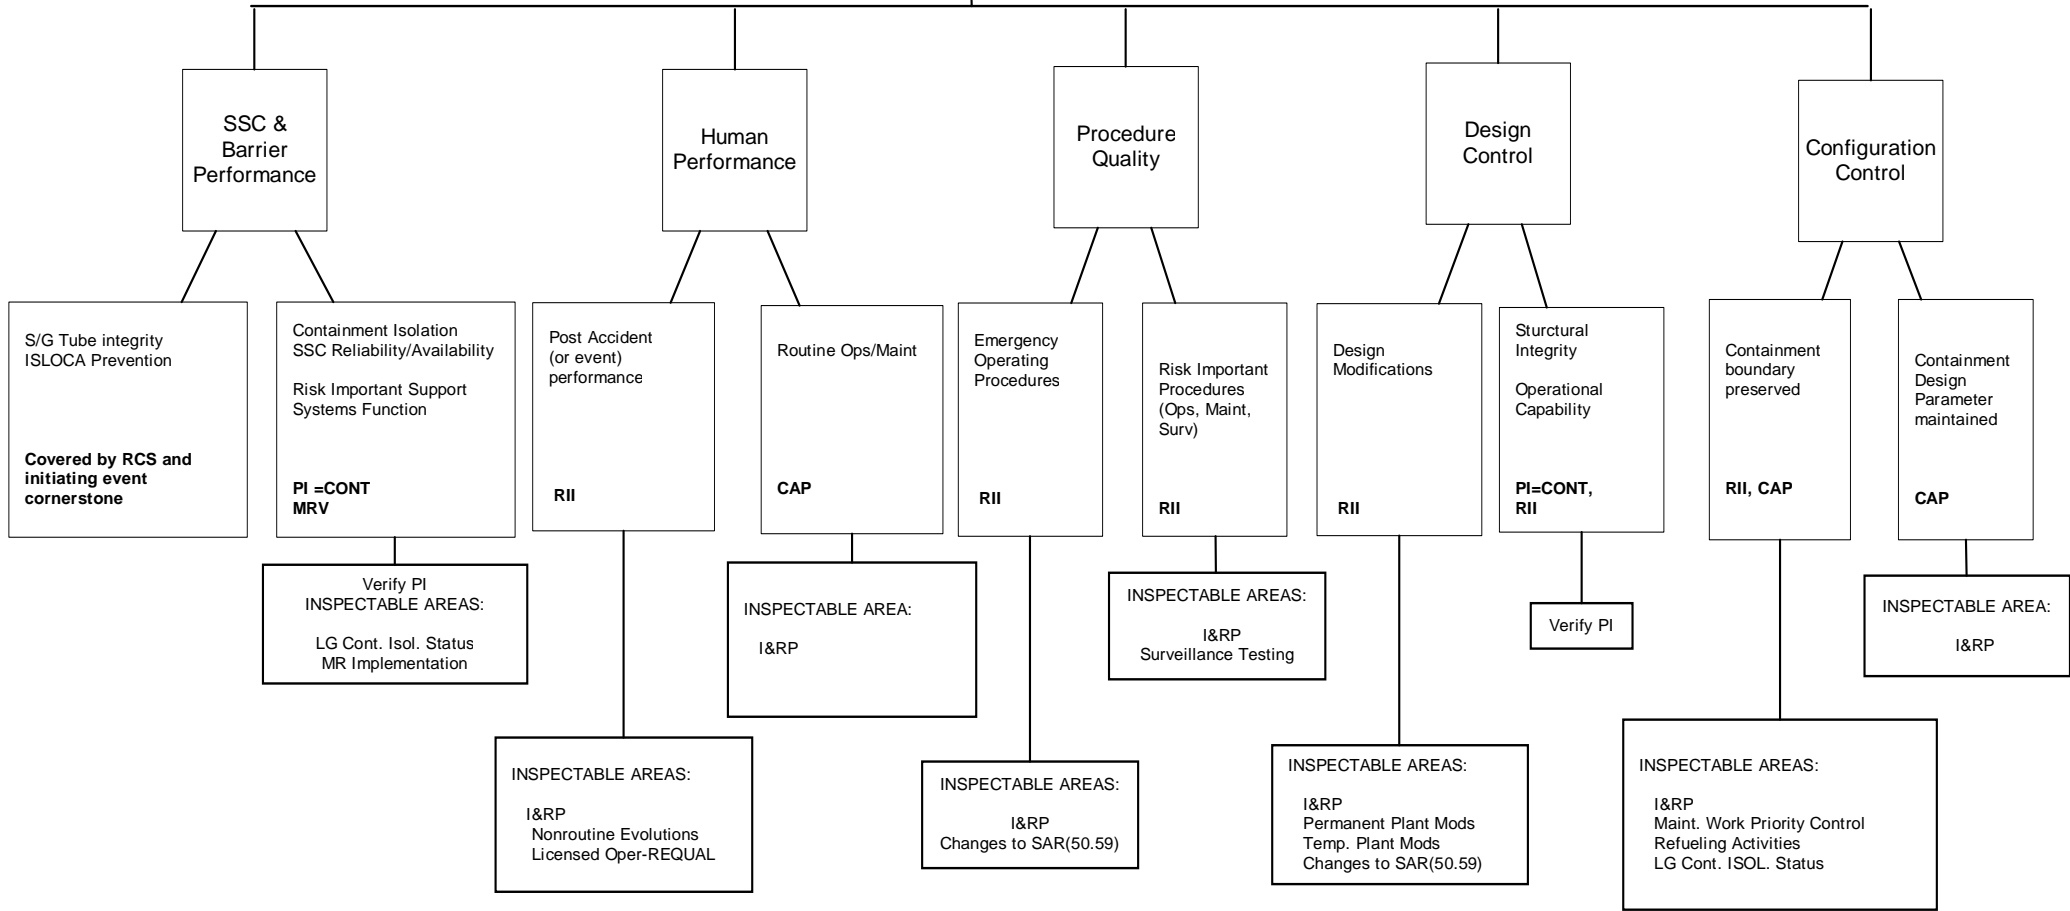 SSC &
Barrier
Performance
Human
Performance
Procedure
Quality
Design
Control
Configuration
Control
S/G Tube integrity
ISLOCA Prevention
Covered by RCS and
initiating event
cornerstone
Containment Isolation
SSC Reliability/Availability
Risk Important Support
Systems Function
PI =CONT
MRV
Post Accident
(or event)
performance
RII
Routine Ops/Maint
CAP
Emergency
Operating
Procedures
RII
Risk Important
Procedures
(Ops, Maint,
Surv)
RII
Design
Modifications
RII
Sturctural
Integrity
Operational
Capability
PI=CONT,
RII
Containment
boundary
preserved
RII, CAP
Containment
Design
Parameter
maintained
CAP
Verify PI
INSPECTABLE AREAS:
LG Cont. Isol. Status
MR Implementation
INSPECTABLE AREA:
I&RP
INSPECTABLE AREAS:
I&RP
Surveillance Testing
Verify PI
INSPECTABLE AREA:
I&RP
INSPECTABLE AREAS:
I&RP
Nonroutine Evolutions
Licensed Oper-REQUAL
INSPECTABLE AREAS:
I&RP
Changes to SAR(50.59)
INSPECTABLE AREAS:
I&RP
Permanent Plant Mods
Temp. Plant Mods
Changes to SAR(50.59)
INSPECTABLE AREAS:
I&RP
Maint. Work Priority Control
Refueling Activities
LG Cont. ISOL. Status